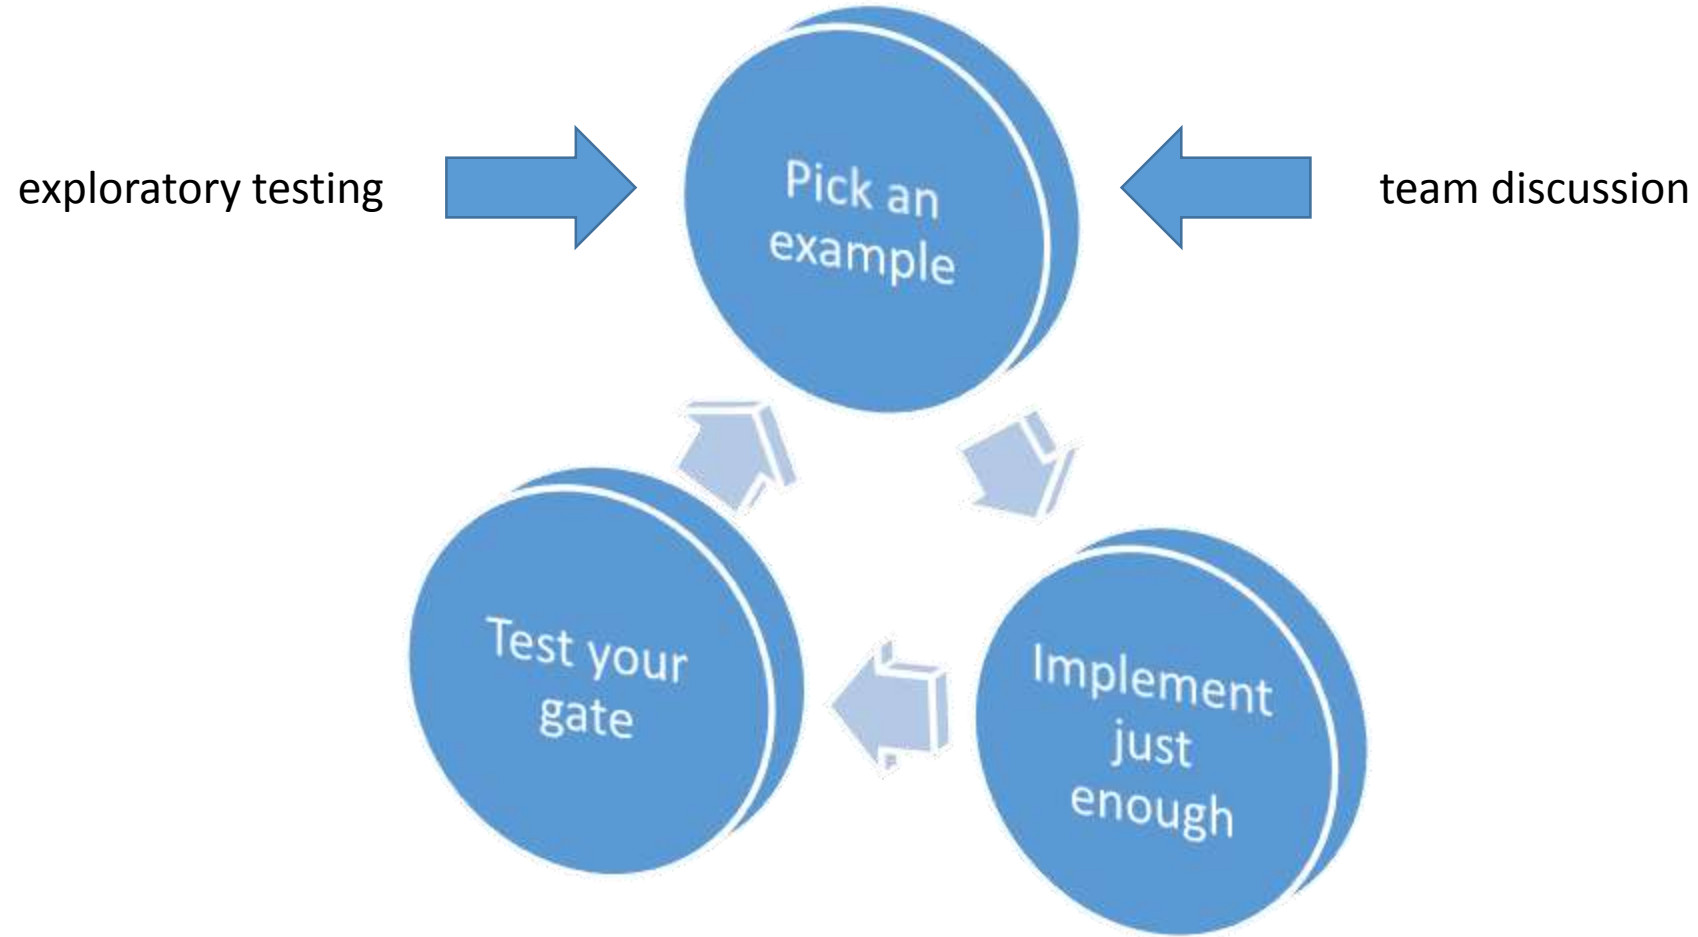 exploratory testing
Pick an
example
team discussion
Test your
gate
Implement
just
enough